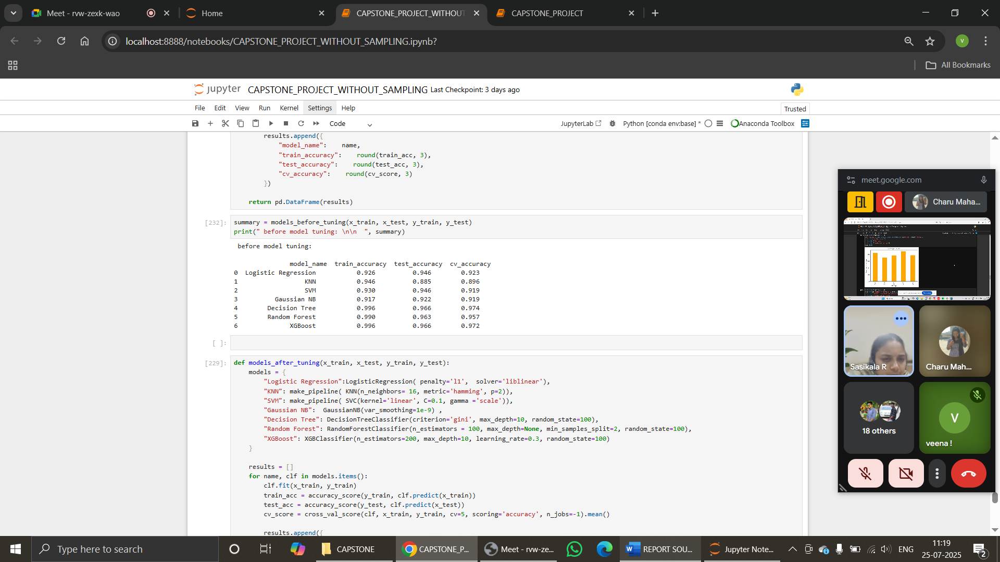 Meet - rvw-zexk-wao
Home
CAPSTONE_PROJECT_WITHOUT
CAPSTONE_PROJECT
localhost:8888/notebooks/CAPSTONE_PROJECT_WITHOUT_SAMPLING.ipynb?
V
All Bookmarks
jupyter CAPSTONE_PROJECT_WITHOUT_SAMPLING Last Checkpoint: 3 days ago
File Edit View Run Kernel Settings Help
Trusted
Code
JupyterLab
Python [conda env:base] *
Anaconda Toolbox
results.append({
"model_name": name,
"train_accuracy": round(train_acc, 3),
"test_accuracy": round(test_acc, 3),
"cv_accuracy": round(cv_score, 3)
})
return pd.DataFrame(results)
[232]: summary = models_before_tuning(x_train, x_test, y_train, y_test)
print(" before model tuning: \n\n  ", summary)
before model tuning:
model_name train_accuracy test_accuracy cv_accuracy
0 Logistic Regression 0.926 0.946 0.923
1 KNN 0.946 0.885 0.896
2 SVM 0.930 0.946 0.919
3 Gaussian NB 0.917 0.922 0.919
4 Decision Tree 0.996 0.966 0.974
5 Random Forest 0.990 0.963 0.957
6 XGBoost 0.996 0.966 0.972
[ ]:
[229]: def models_after_tuning(x_train, x_test, y_train, y_test):
models = {
"Logistic Regression":LogisticRegression( penalty='l1',  solver='liblinear'),
"KNN": make_pipeline( KNN(n_neighbors= 16, metric='hamming', p=2)),
"SVM": make_pipeline( SVC(kernel='linear', C=0.1, gamma ='scale')),
"Gaussian NB":  GaussianNB(var_smoothing=1e-9) ,
"Decision Tree": DecisionTreeClassifier(criterion='gini', max_depth=10, random_state=100),
"Random Forest": RandomForestClassifier(n_estimators = 100, max_depth=None, min_samples_split=2, random_state=100),
"XGBoost": XGBClassifier(n_estimators=200, max_depth=10, learning_rate=0.3, random_state=100)
}
results = []
for name, clf in models.items():
clf.fit(x_train, y_train)
train_acc = accuracy_score(y_train, clf.predict(x_train))
test_acc = accuracy_score(y_test, clf.predict(x_test))
cv_score = cross_val_score(clf, x_train, y_train, cv=5, scoring='accuracy', n_jobs=-1).mean()
results.append({
meet.google.com
Charu Maha...
Sasikala R
Charu Mah...
18 others
V
veena !
Type here to search
CAPSTONE
CAPSTONE_P...
Meet - rvw-ze...
REPORT SOU...
Jupyter Note...
ENG
11:19
25-07-2025
2